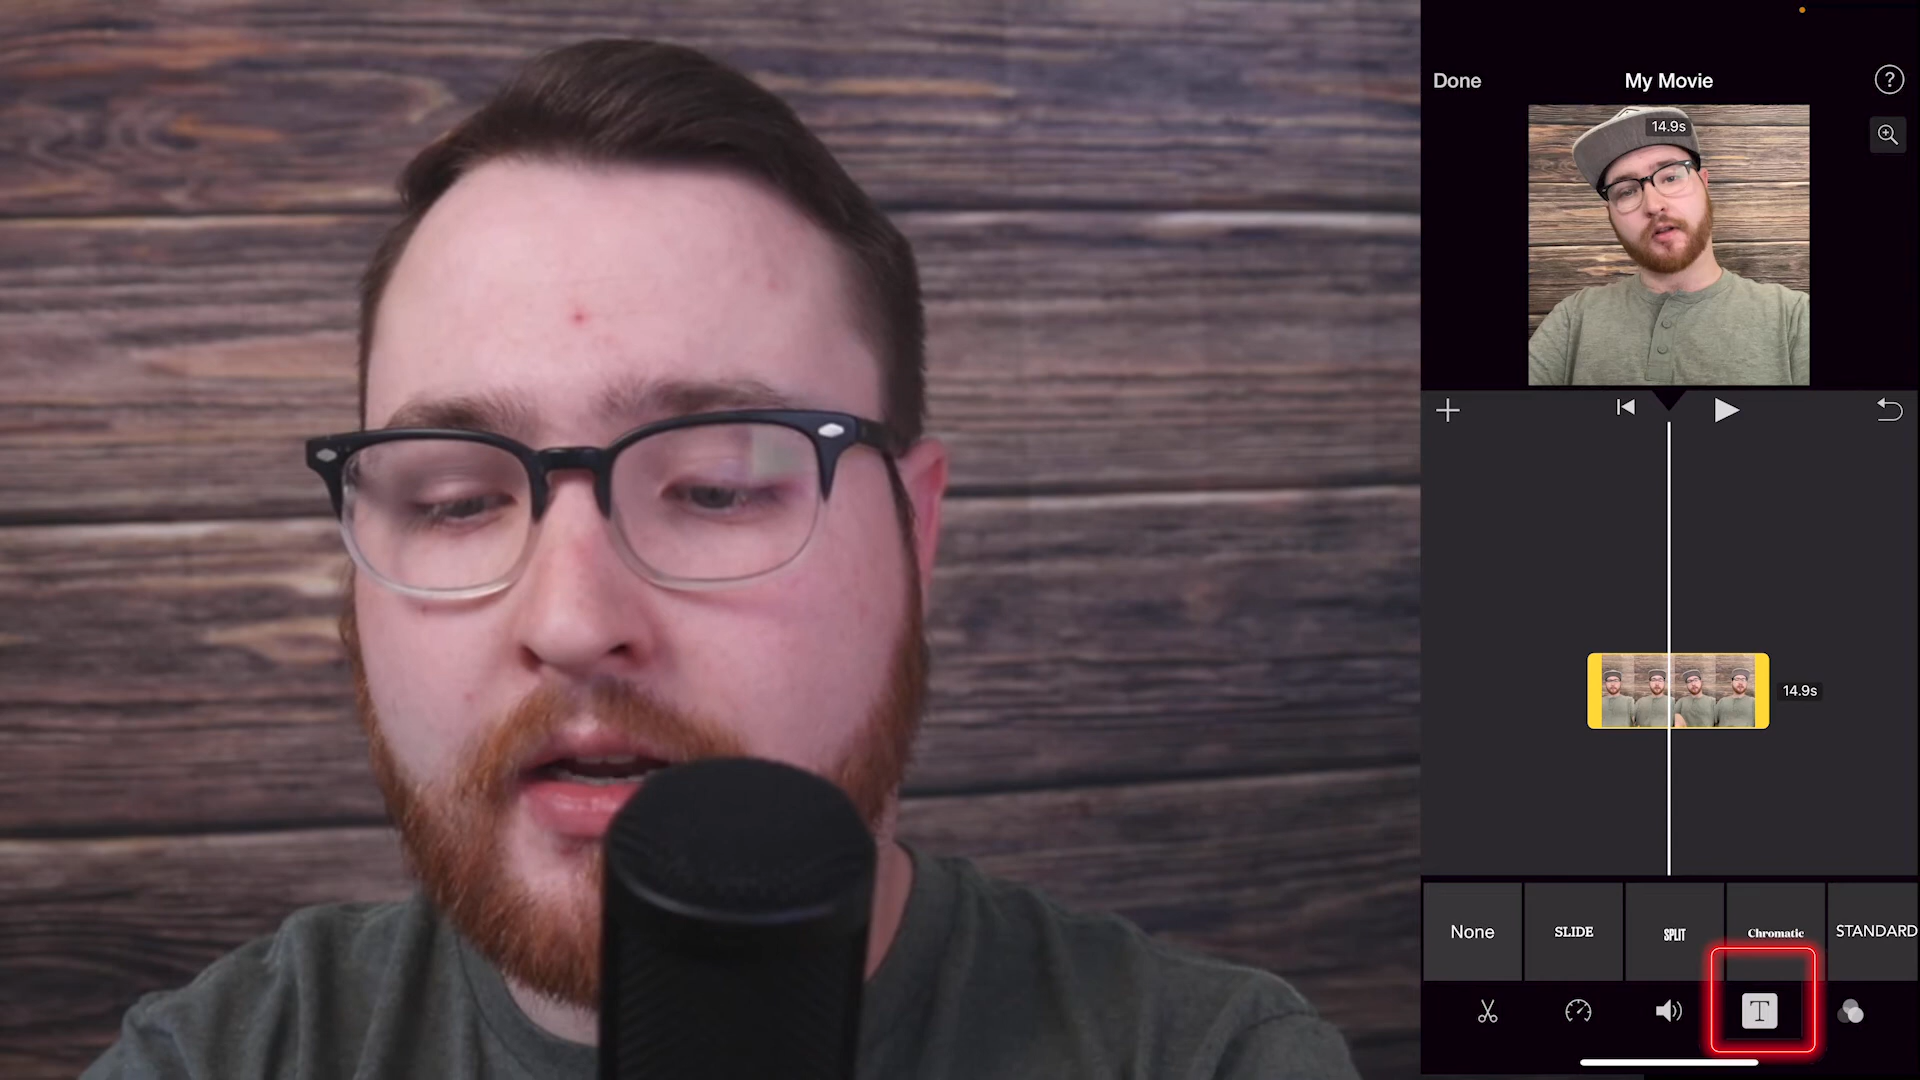 Done
My Movie
?
14.9s
14.9s
None
SLIDE
SPLIT
Chromatic
STANDARD
T